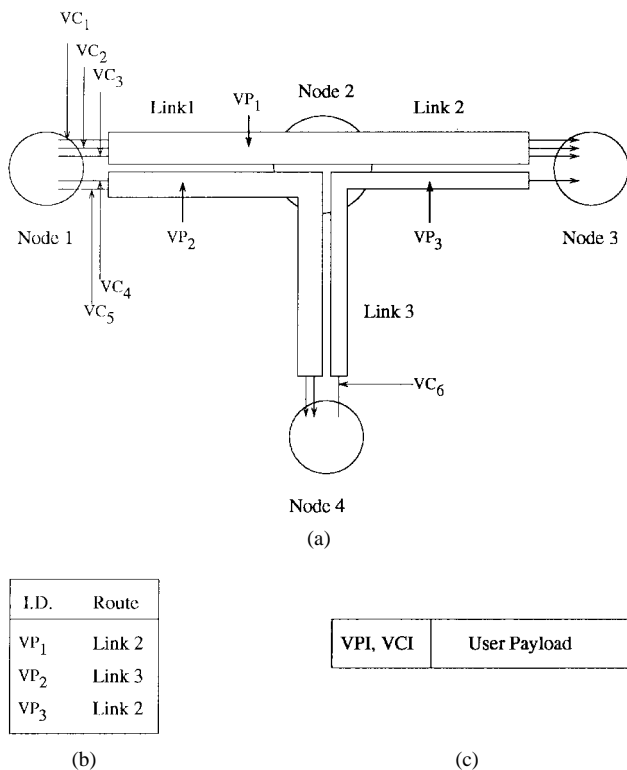 VC₁
VC₂
VC₃
Link1
VP₁
Node 2
Link 2
Node 1
VP₂
VP₃
Node 3
VC₄
VC₅
Link 3
VC₆
Node 4
(a)
I.D. Route
VP₁ Link 2
VP₂ Link 3
VP₃ Link 2
VPI, VCI User Payload
(b)
(c)